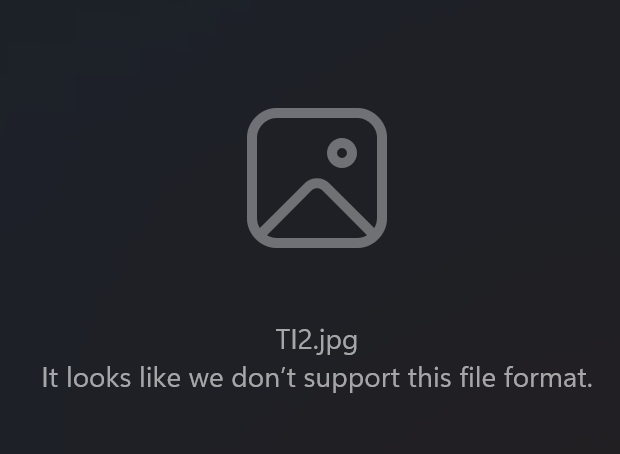 TI2.jpg
It looks like we don’t support this file format.